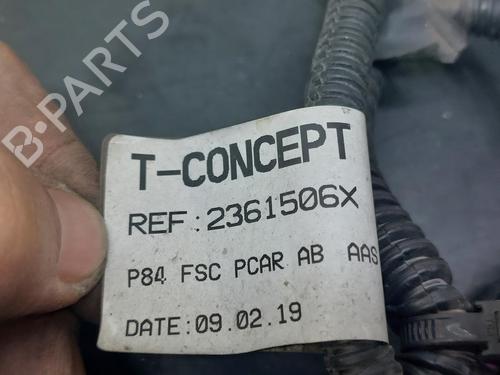 B-PARTS
T-CONCEPT
REF:2361506X
P84 FSC PCAR AB AAS
DATE:09.02.19